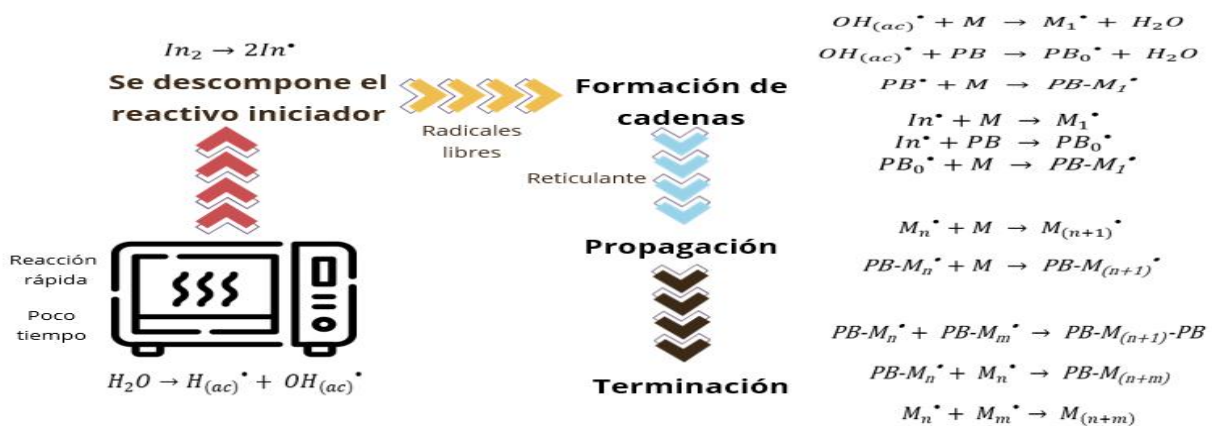 In₂ → 2In•
Se descompone el
reactivo iniciador
Radicales
libres
Formación de
cadenas
Reticulante
Propagación
Terminación
Reacción
rápida
Poco
tiempo
H₂O → H₍ac₎• + OH₍ac₎•
OH₍ac₎• + M → M₁• + H₂O
OH₍ac₎• + PB → PB₀• + H₂O
PB• + M → PB-M₁•
In• + M → M₁•
In• + PB → PB₀•
PB₀• + M → PB-M₁•
Mₙ• + M → M₍ₙ₊₁₎•
PB-Mₙ• + M → PB-M₍ₙ₊₁₎•
PB-Mₙ• + PB-Mₘ• → PB-M₍ₙ₊₁₎-PB
PB-Mₙ• + Mₙ• → PB-M₍ₙ₊ₘ₎
Mₙ• + Mₘ• → M₍ₙ₊ₘ₎